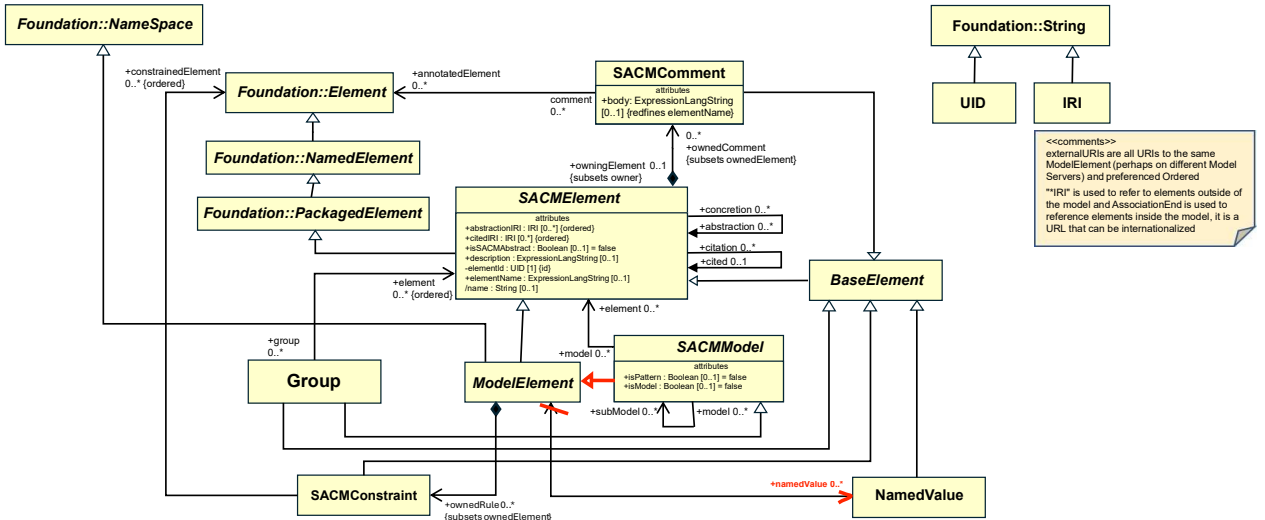 Foundation::NameSpace
Foundation::String
UID
IRI
<<comments>>
externalURIs are all URIs to the same
ModelElement (perhaps on different Model
Servers) and preferenced Ordered
"*IRI" is used to refer to elements outside of
the model and AssociationEnd is used to
reference elements inside the model, it is a
URL that can be internationalized
+constrainedElement
0..* {ordered}
Foundation::Element
+annotatedElement
0..*
comment
0..*
SACMComment
attributes
+body: ExpressionLangString
[0..1] {redfines elementName}
0..*
+ownedComment
{subsets ownedElement}
Foundation::NamedElement
+owningElement 0..1
{subsets owner}
Foundation::PackagedElement
SACMElement
attributes
+abstractionIRI : IRI [0..*] {ordered}
+citedIRI : IRI [0..*] {ordered}
+isSACMAbstract : Boolean [0..1] = false
+description : ExpressionLangString [0..1]
-elementId : UID [1] {id}
+elementName : ExpressionLangString [0..1]
/name : String [0..1]
+concretion 0..*
+abstraction 0..*
+citation 0..*
+cited 0..1
BaseElement
+element
0..* {ordered}
+element 0..*
+group
0..*
Group
+model 0..*
SACMModel
attributes
+isPattern : Boolean [0..1] = false
+isModel : Boolean [0..1] = false
ModelElement
+subModel 0..*
+model 0..*
SACMConstraint
+ownedRule 0..*
{subsets ownedElement}
+namedValue 0..*
NamedValue